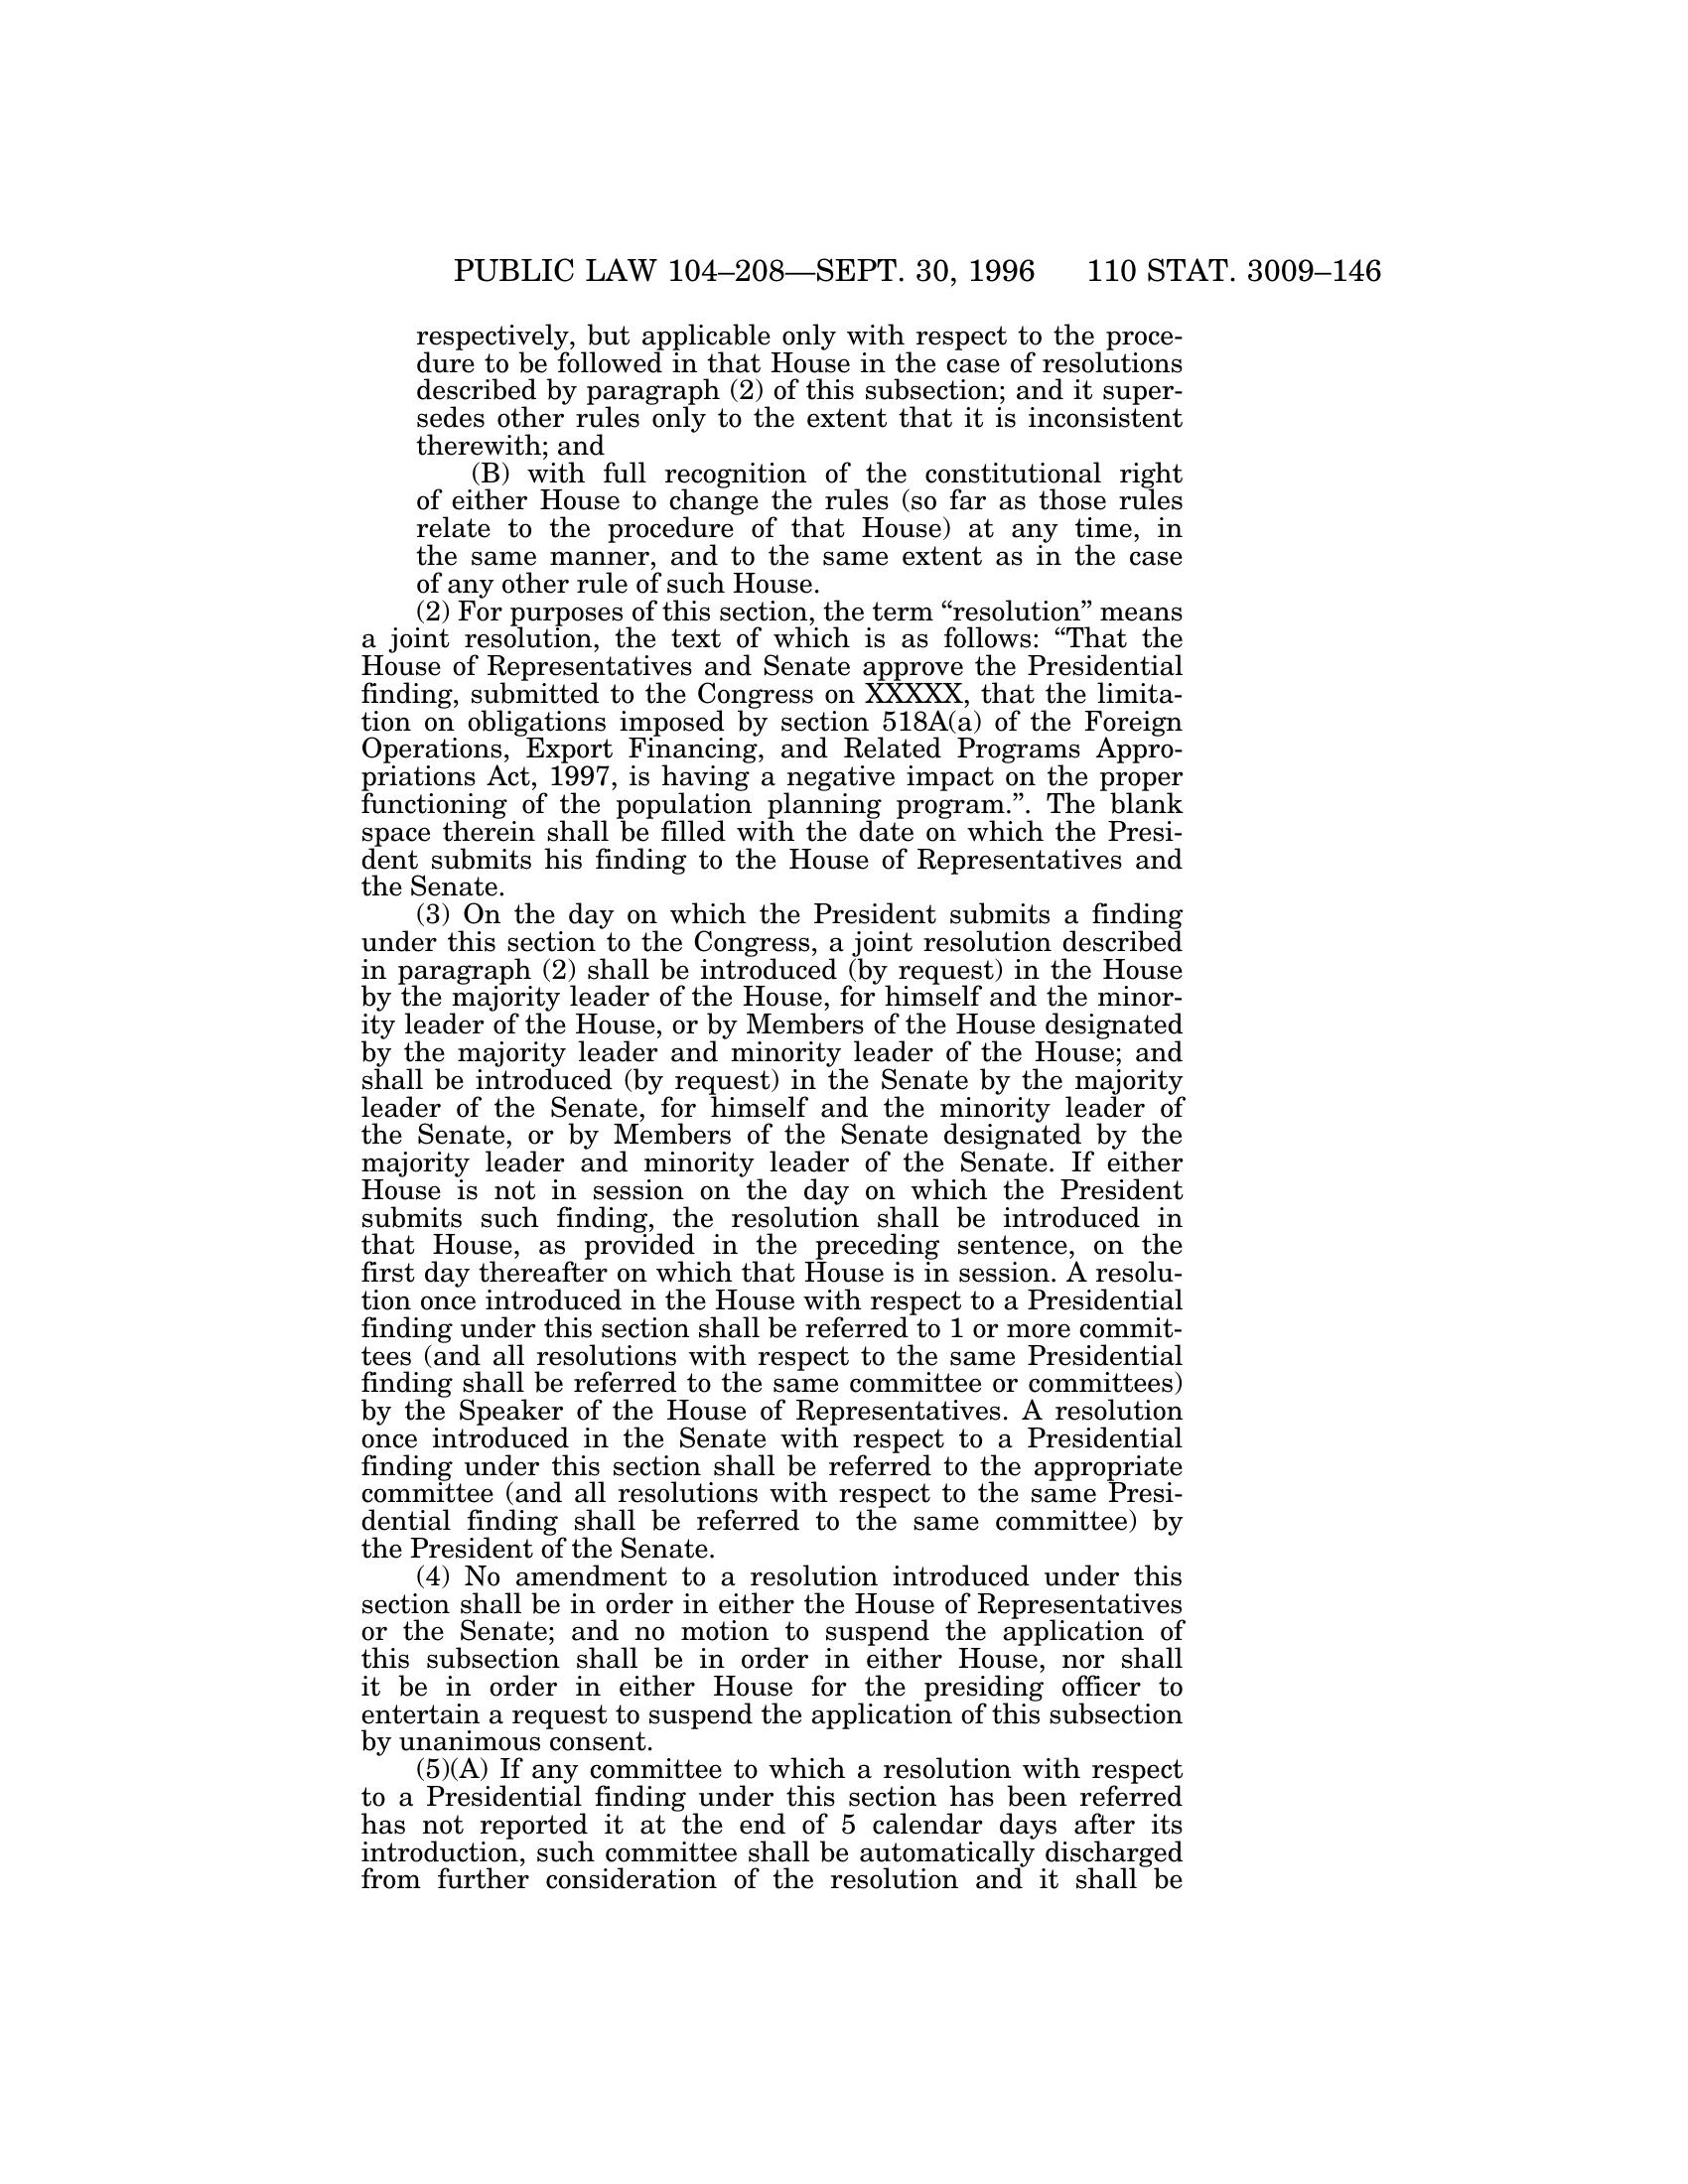 PUBLIC LAW 104–208—SEPT. 30, 1996 110 STAT. 3009–146
respectively, but applicable only with respect to the proce-
dure to be followed in that House in the case of resolutions
described by paragraph (2) of this subsection; and it super-
sedes other rules only to the extent that it is inconsistent
therewith; and
(B) with full recognition of the constitutional right
of either House to change the rules (so far as those rules
relate to the procedure of that House) at any time, in
the same manner, and to the same extent as in the case
of any other rule of such House.
(2) For purposes of this section, the term “resolution” means
a joint resolution, the text of which is as follows: “That the
House of Representatives and Senate approve the Presidential
finding, submitted to the Congress on XXXXX, that the limita-
tion on obligations imposed by section 518A(a) of the Foreign
Operations, Export Financing, and Related Programs Appro-
priations Act, 1997, is having a negative impact on the proper
functioning of the population planning program.”. The blank
space therein shall be filled with the date on which the Presi-
dent submits his finding to the House of Representatives and
the Senate.
(3) On the day on which the President submits a finding
under this section to the Congress, a joint resolution described
in paragraph (2) shall be introduced (by request) in the House
by the majority leader of the House, for himself and the minor-
ity leader of the House, or by Members of the House designated
by the majority leader and minority leader of the House; and
shall be introduced (by request) in the Senate by the majority
leader of the Senate, for himself and the minority leader of
the Senate, or by Members of the Senate designated by the
majority leader and minority leader of the Senate. If either
House is not in session on the day on which the President
submits such finding, the resolution shall be introduced in
that House, as provided in the preceding sentence, on the
first day thereafter on which that House is in session. A resolu-
tion once introduced in the House with respect to a Presidential
finding under this section shall be referred to 1 or more commit-
tees (and all resolutions with respect to the same Presidential
finding shall be referred to the same committee or committees)
by the Speaker of the House of Representatives. A resolution
once introduced in the Senate with respect to a Presidential
finding under this section shall be referred to the appropriate
committee (and all resolutions with respect to the same Presi-
dential finding shall be referred to the same committee) by
the President of the Senate.
(4) No amendment to a resolution introduced under this
section shall be in order in either the House of Representatives
or the Senate; and no motion to suspend the application of
this subsection shall be in order in either House, nor shall
it be in order in either House for the presiding officer to
entertain a request to suspend the application of this subsection
by unanimous consent.
(5)(A) If any committee to which a resolution with respect
to a Presidential finding under this section has been referred
has not reported it at the end of 5 calendar days after its
introduction, such committee shall be automatically discharged
from further consideration of the resolution and it shall be